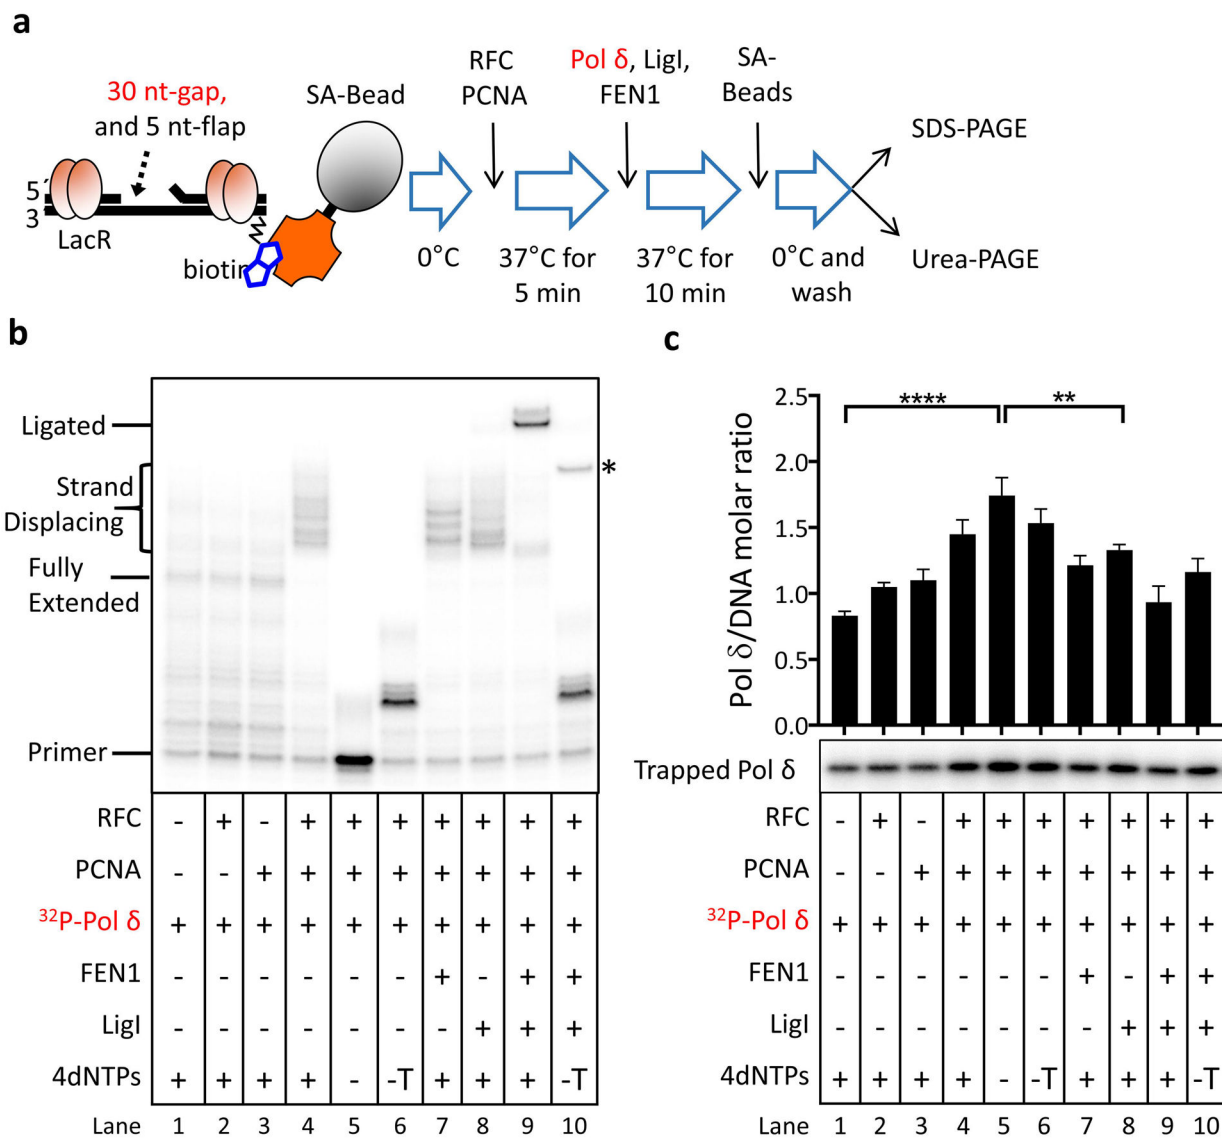 a
30 nt-gap,
and 5 nt-flap
SA-Bead
RFC
PCNA
Pol δ, LigI,
FEN1
SA-
Beads
SDS-PAGE
5´
3´
LacR
biotin
0°C
37°C for
5 min
37°C for
10 min
0°C and
wash
Urea-PAGE
b
Ligated
Strand
Displacing
Fully
Extended
Primer
*
RFC - + - + + + + + + +
PCNA - - + + + + + + + +
32P-Pol δ + + + + + + + + + +
FEN1 - - - - - - + - + +
LigI - - - - - - - + + +
4dNTPs + + + + - -T + + + -T
Lane 1 2 3 4 5 6 7 8 9 10
c
Pol δ/DNA molar ratio
2.5
2.0
1.5
1.0
0.5
0.0
**** **
Trapped Pol δ
RFC - + - + + + + + + +
PCNA - - + + + + + + + +
32P-Pol δ + + + + + + + + + +
FEN1 - - - - - - + - + +
LigI - - - - - - - + + +
4dNTPs + + + + - -T + + + -T
Lane 1 2 3 4 5 6 7 8 9 10